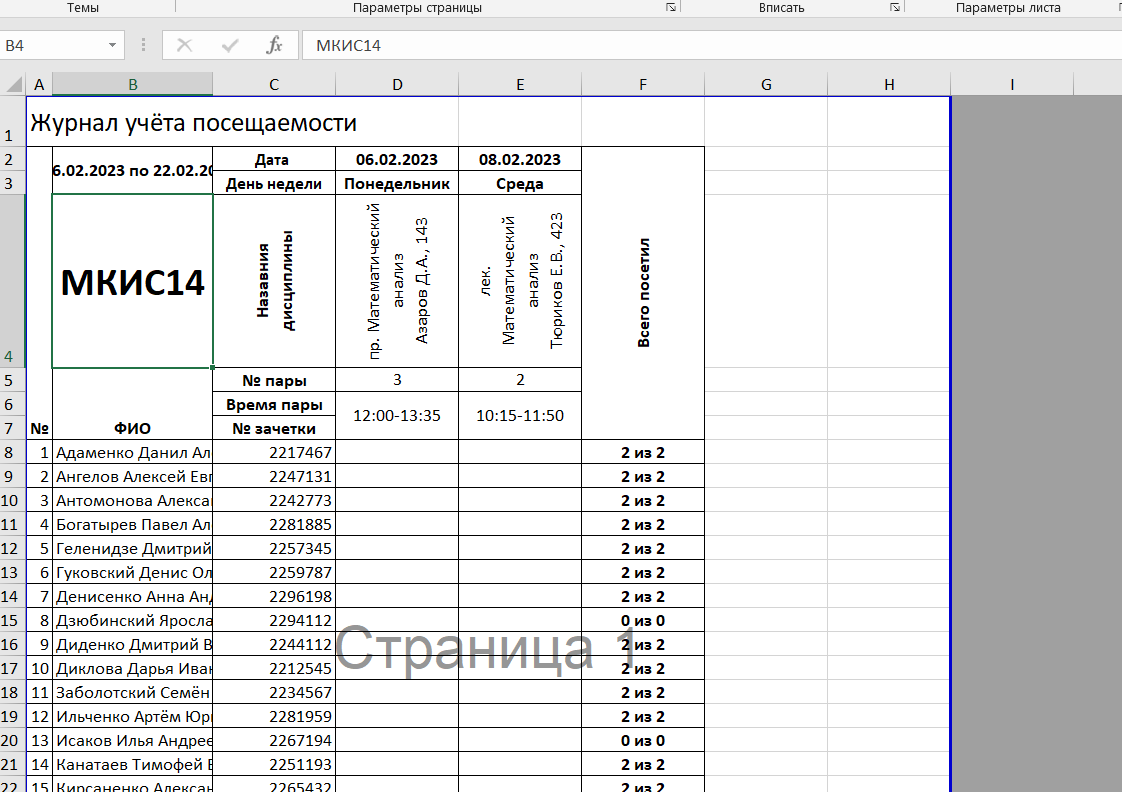 Темы Параметры страницы Вписать Параметры листа
B4 fx МКИС14
A B C D E F G H I
1 Журнал учёта посещаемости
2 Дата 06.02.2023 08.02.2023
6.02.2023 по 22.02.20
3 День недели Понедельник Среда
4 МКИС14
Назавния
дисциплины
пр. Математический
анализ
Азаров Д.А., 143
лек.
Математический
анализ
Тюриков Е.В., 423
Всего посетил
5 № пары 3 2
6 Время пары
12:00-13:35 10:15-11:50
7 № ФИО № зачетки
8 1 Адаменко Данил Ал 2217467 2 из 2
9 2 Ангелов Алексей Евг 2247131 2 из 2
10 3 Антомонова Алекса 2242773 2 из 2
11 4 Богатырев Павел Ал 2281885 2 из 2
12 5 Геленидзе Дмитрий 2257345 2 из 2
13 6 Гуковский Денис Ол 2259787 2 из 2
14 7 Денисенко Анна Анд 2296198 2 из 2
15 8 Дзюбинский Яросла 2294112 0 из 0
16 9 Диденко Дмитрий В 2244112 2 из 2
Страница 1
17 10 Диклова Дарья Иван 2212545 2 из 2
18 11 Заболотский Семён 2234567 2 из 2
19 12 Ильченко Артём Юри 2281959 2 из 2
20 13 Исаков Илья Андрее 2267194 0 из 0
21 14 Канатаев Тимофей Е 2251193 2 из 2
22 15 Кирсаненко Алексан 2265432 2 из 2